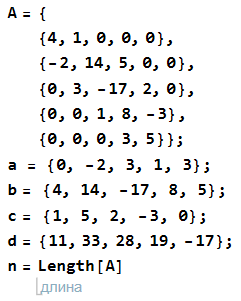 A = {
{4, 1, 0, 0, 0},
{-2, 14, 5, 0, 0},
{0, 3, -17, 2, 0},
{0, 0, 1, 8, -3},
{0, 0, 0, 3, 5}};
a = {0, -2, 3, 1, 3};
b = {4, 14, -17, 8, 5};
c = {1, 5, 2, -3, 0};
d = {11, 33, 28, 19, -17};
n = Length[A]
длина